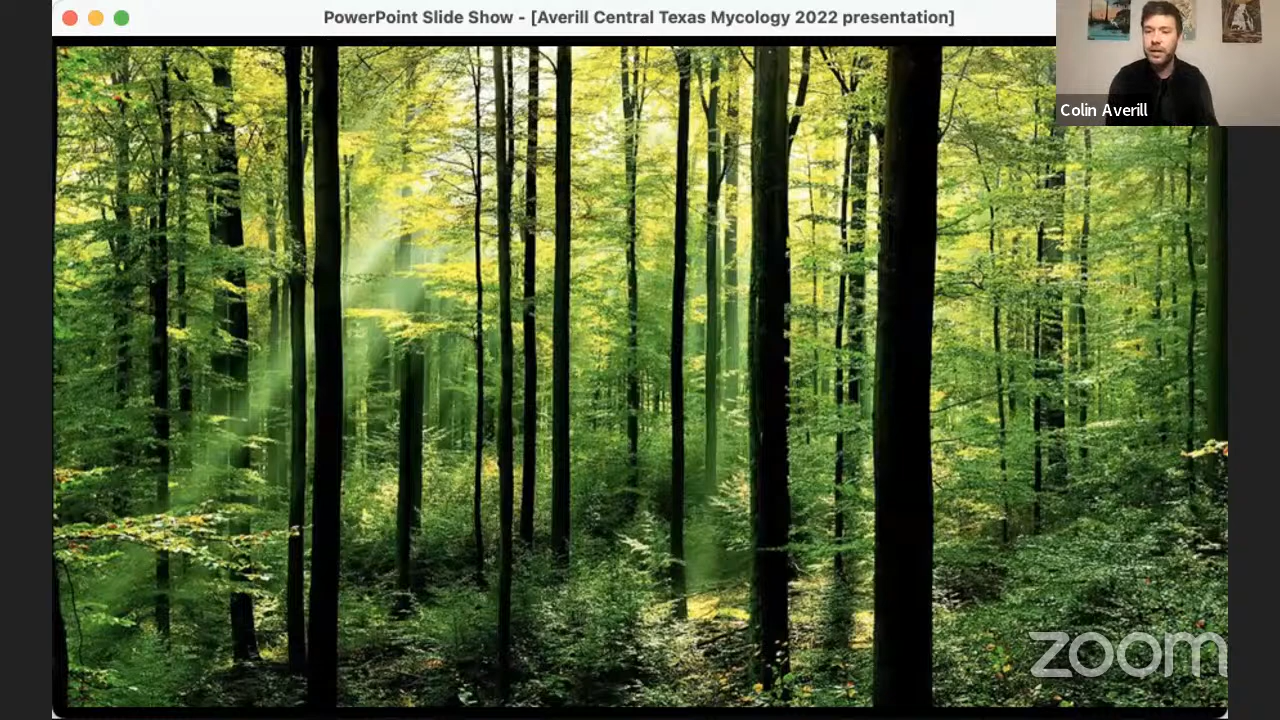 PowerPoint Slide Show - [Averill Central Texas Mycology 2022 presentation]
Colin Averill
zoom